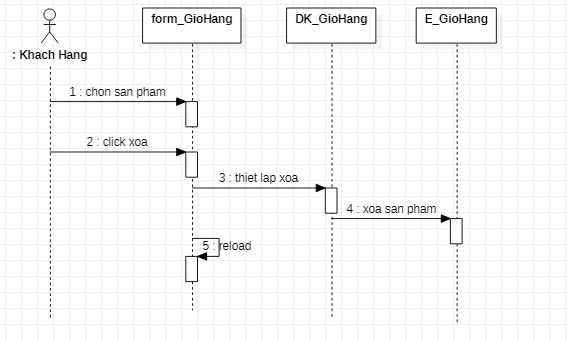 form_GioHang
DK_GioHang
E_GioHang
: Khach Hang
1 : chon san pham
2 : click xoa
3 : thiet lap xoa
4 : xoa san pham
5 : reload